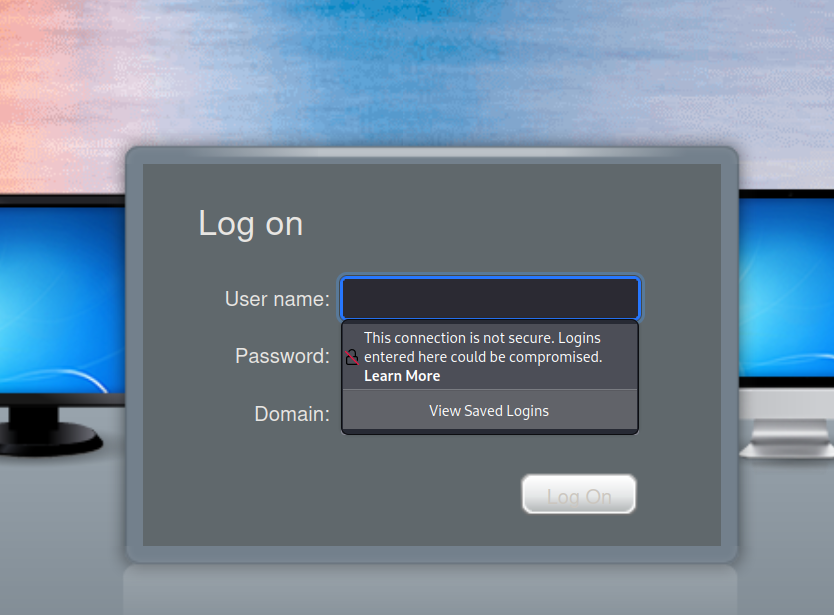 Log on
User name:
This connection is not secure. Logins
Password:
entered here could be compromised.
Learn More
Domain:
View Saved Logins
Log On